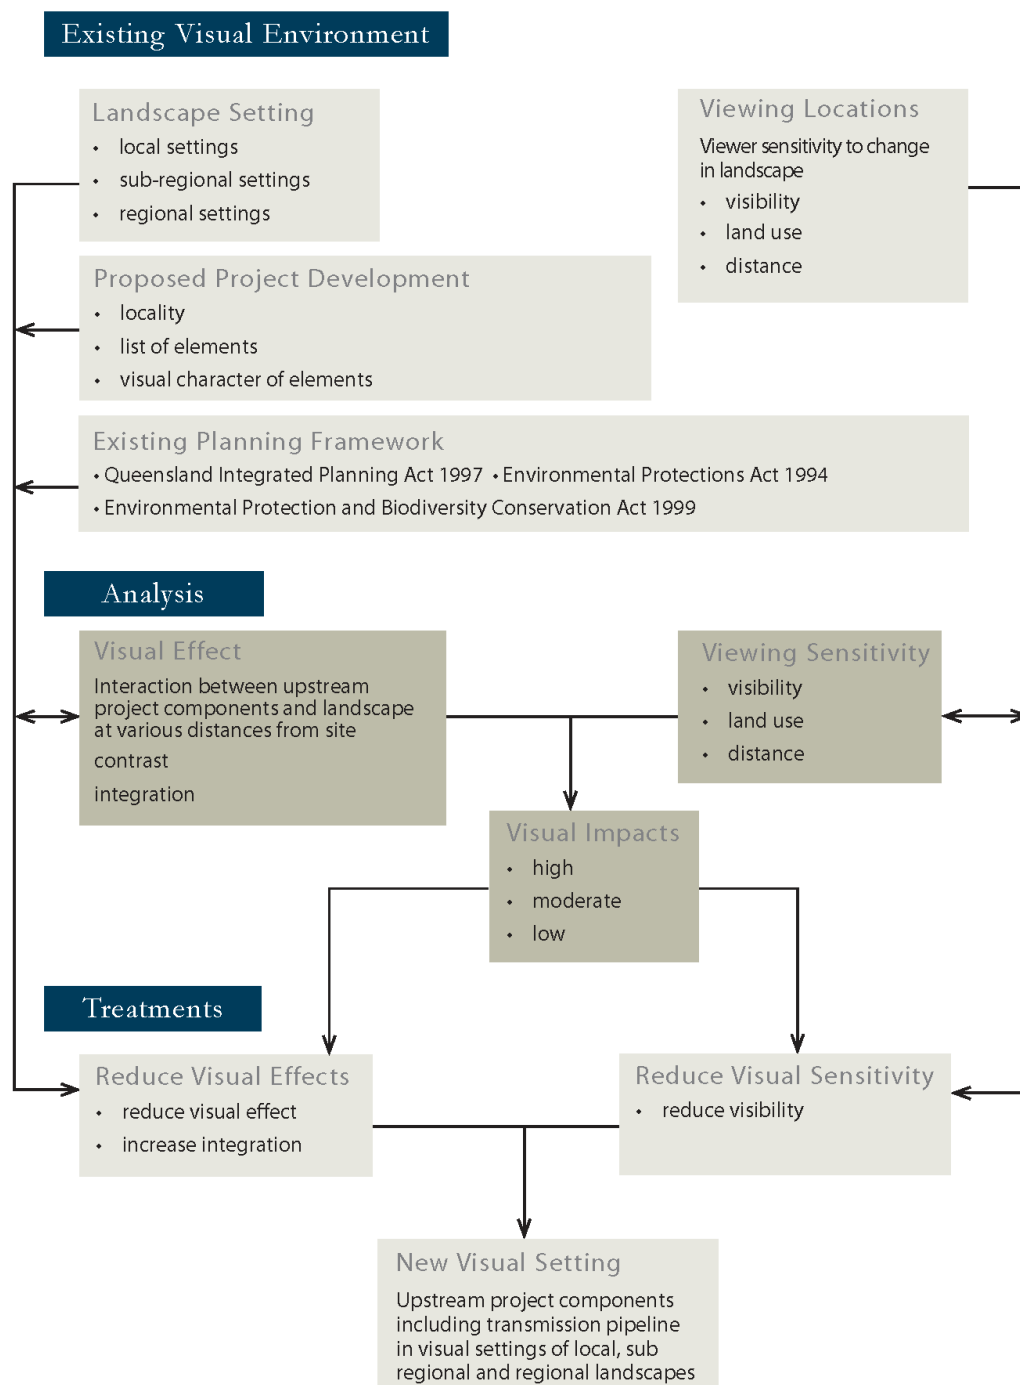 Existing Visual Environment
Landscape Setting
• local settings
• sub-regional settings
• regional settings
Viewing Locations
Viewer sensitivity to change
in landscape
• visibility
• land use
• distance
Proposed Project Development
• locality
• list of elements
• visual character of elements
Existing Planning Framework
• Queensland Integrated Planning Act 1997 • Environmental Protections Act 1994
• Environmental Protection and Biodiversity Conservation Act 1999
Analysis
Visual Effect
Interaction between upstream
project components and landscape
at various distances from site
contrast
integration
Viewing Sensitivity
• visibility
• land use
• distance
Visual Impacts
• high
• moderate
• low
Treatments
Reduce Visual Effects
• reduce visual effect
• increase integration
Reduce Visual Sensitivity
• reduce visibility
New Visual Setting
Upstream project components
including transmission pipeline
in visual settings of local, sub
regional and regional landscapes